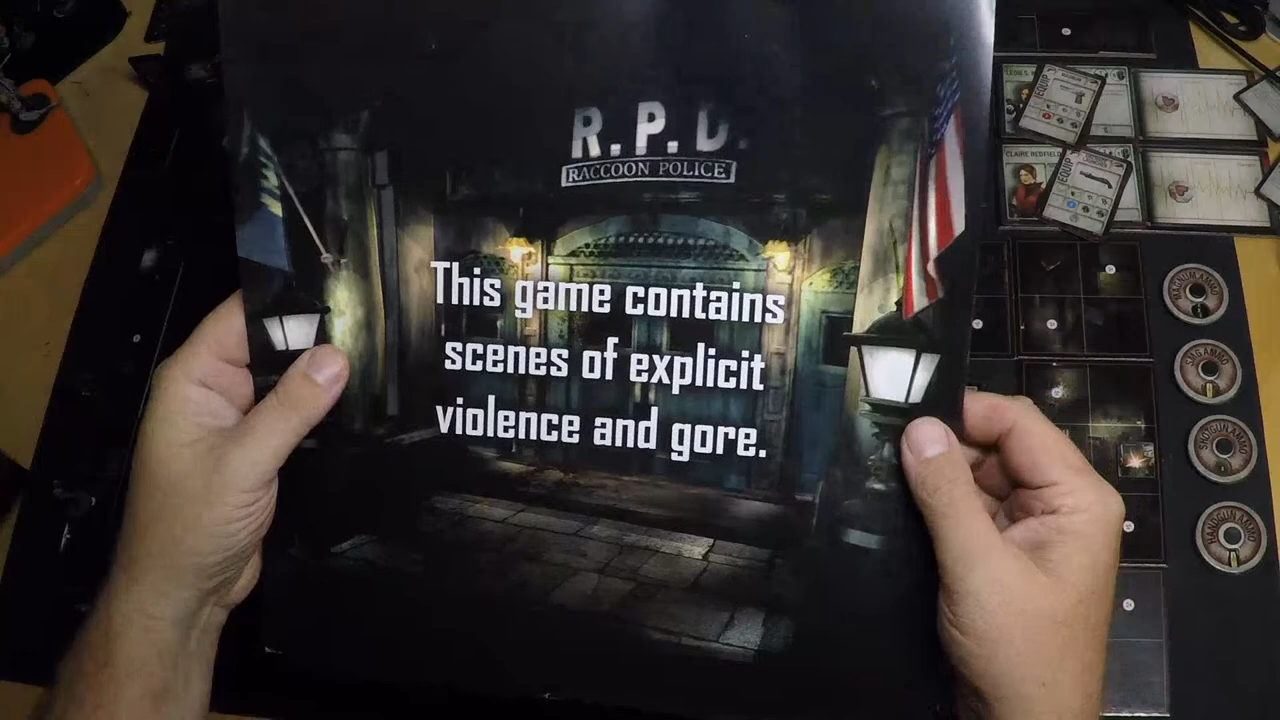 R.P.D.
RACCOON POLICE
This game contains
scenes of explicit
violence and gore.
EQUIP
CLAIRE REDFIELD
EQUIP
MAGNUM AMMO
SMG AMMO
SHOTGUN AMMO
HANDGUN AMMO